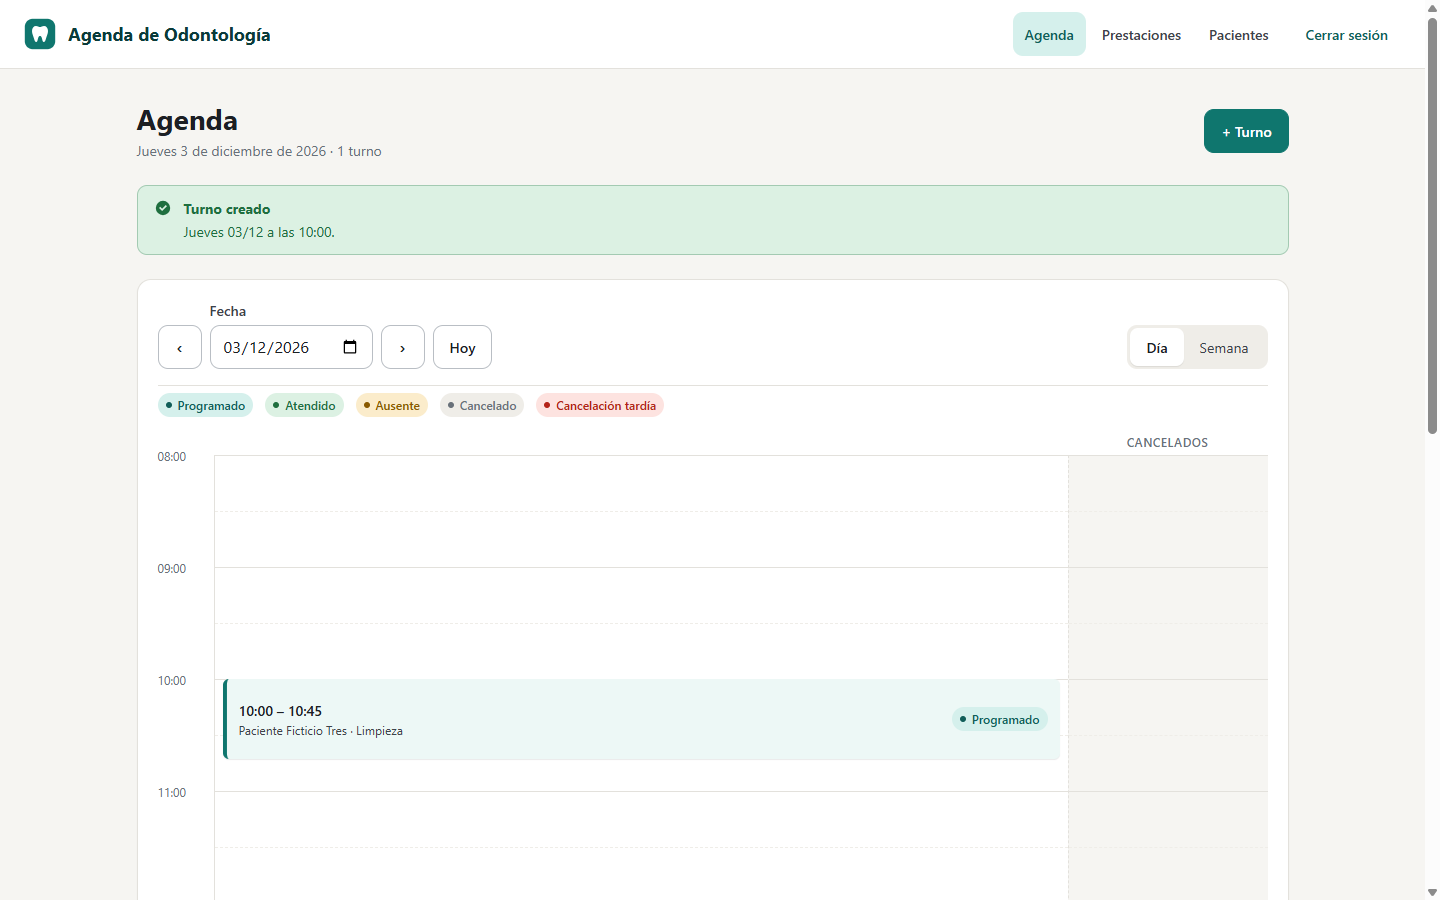 Agenda de Odontología
Agenda
Prestaciones
Pacientes
Cerrar sesión
Agenda
Jueves 3 de diciembre de 2026 · 1 turno
+ Turno
Turno creado
Jueves 03/12 a las 10:00.
Fecha
‹
03/12/2026
›
Hoy
Día
Semana
Programado
Atendido
Ausente
Cancelado
Cancelación tardía
CANCELADOS
08:00
09:00
10:00
10:00 – 10:45
Paciente Ficticio Tres · Limpieza
Programado
11:00